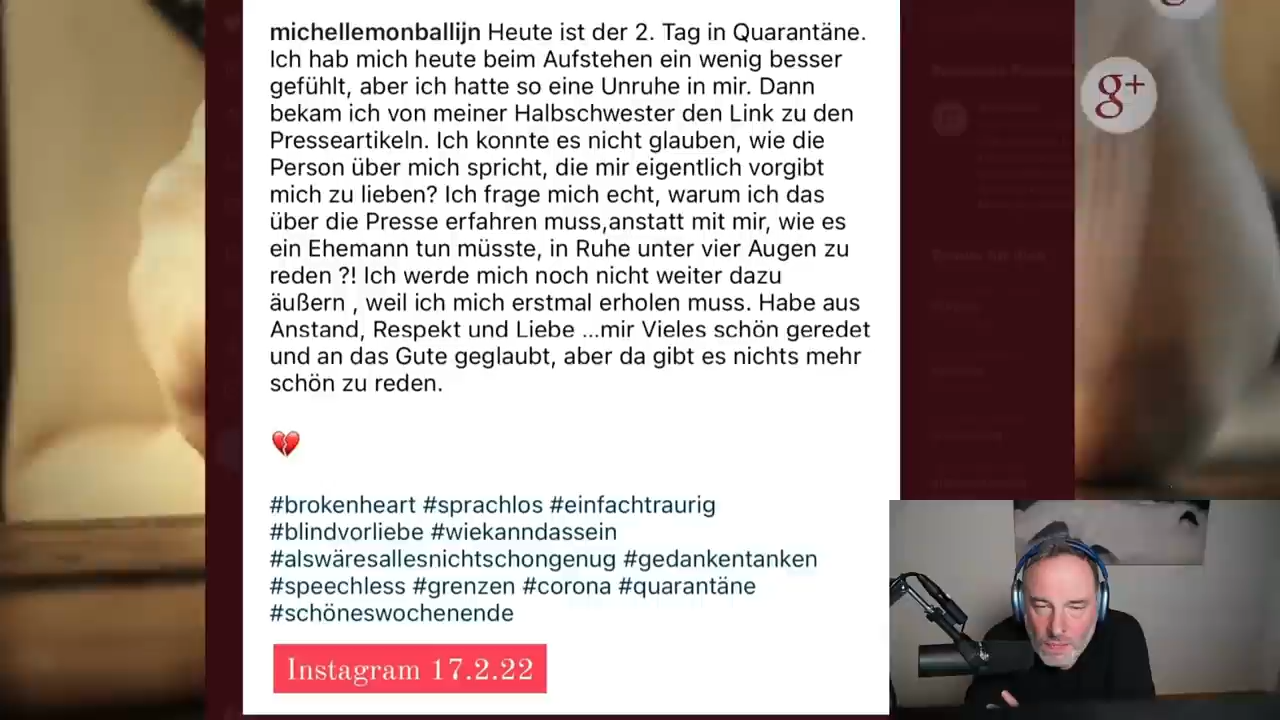 michellemonballijn Heute ist der 2. Tag in Quarantäne.
Ich hab mich heute beim Aufstehen ein wenig besser
gefühlt, aber ich hatte so eine Unruhe in mir. Dann
bekam ich von meiner Halbschwester den Link zu den
Presseartikeln. Ich konnte es nicht glauben, wie die
Person über mich spricht, die mir eigentlich vorgibt
mich zu lieben? Ich frage mich echt, warum ich das
über die Presse erfahren muss,anstatt mit mir, wie es
ein Ehemann tun müsste, in Ruhe unter vier Augen zu
reden ?! Ich werde mich noch nicht weiter dazu
äußern , weil ich mich erstmal erholen muss. Habe aus
Anstand, Respekt und Liebe ...mir Vieles schön geredet
und an das Gute geglaubt, aber da gibt es nichts mehr
schön zu reden.
💔
#brokenheart #sprachlos #einfachtraurig
#blindvorliebe #wiekanndassein
#alswäresallesnichtschongenug #gedankentanken
#speechless #grenzen #corona #quarantäne
#schöneswochenende
Instagram 17.2.22
g+